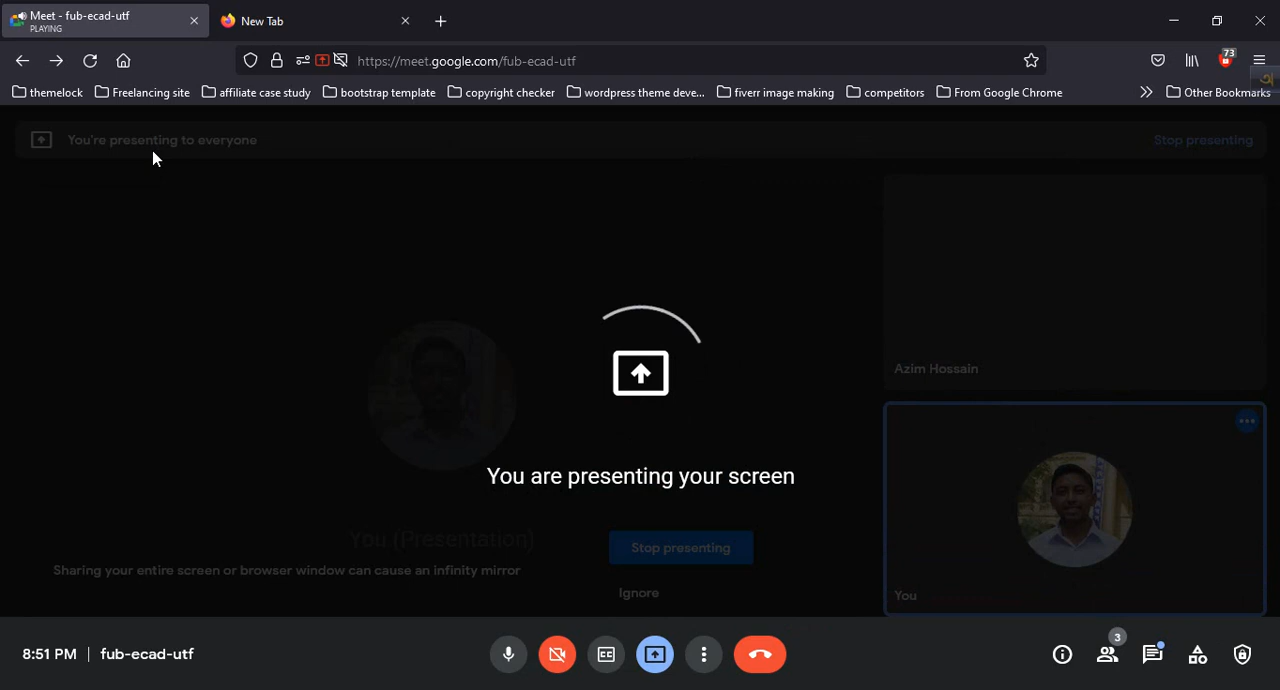 Meet - fub-ecad-utf
PLAYING
New Tab
https://meet.google.com/fub-ecad-utf
73
themelock
Freelancing site
affiliate case study
bootstrap template
copyright checker
wordpress theme deve...
fiverr image making
competitors
From Google Chrome
Other Bookmarks
You're presenting to everyone
Stop presenting
Azim Hossain
You are presenting your screen
You (Presentation)
Stop presenting
Sharing your entire screen or browser window can cause an infinity mirror
Ignore
You
8:51 PM | fub-ecad-utf
CC
3